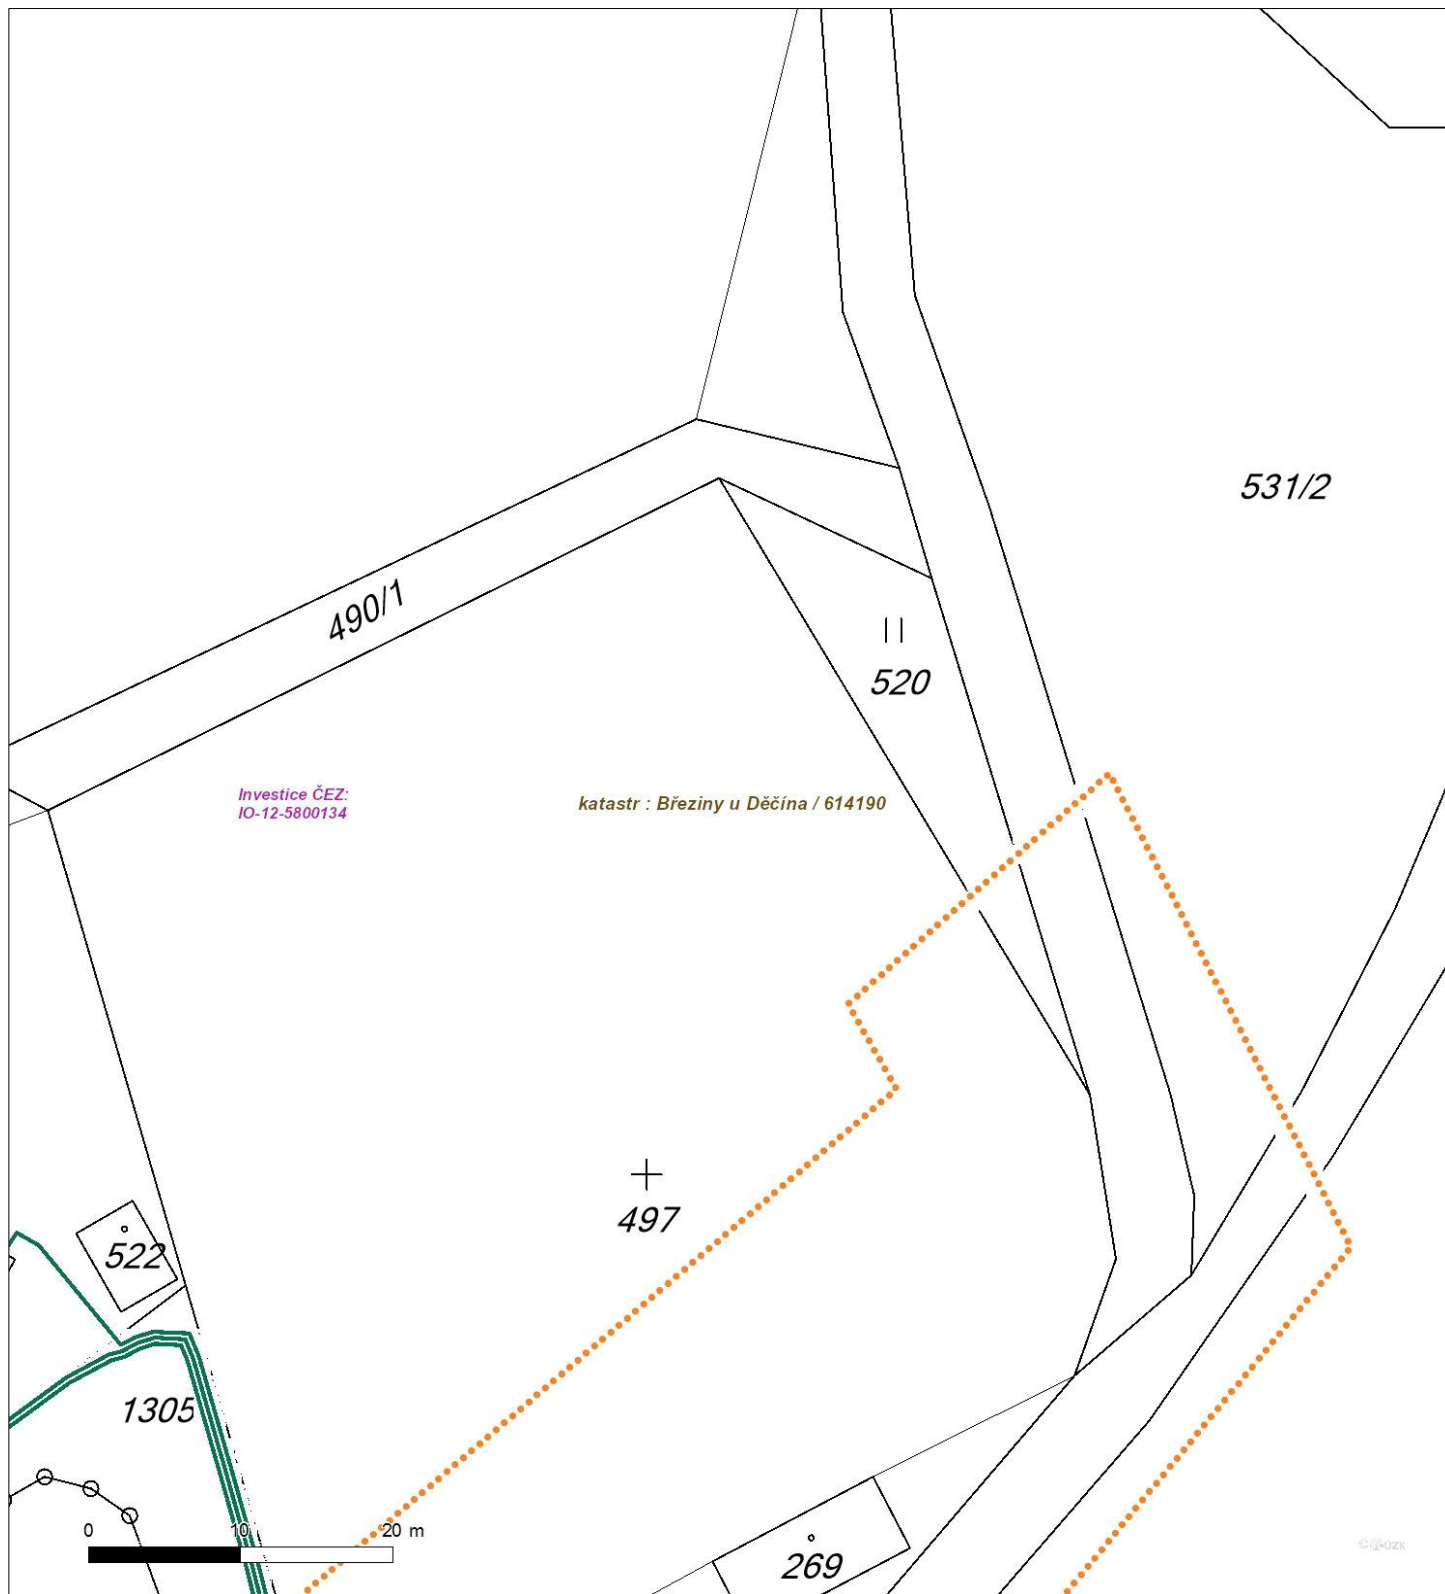 531/2
490/1
520
Investice ČEZ:
IO-12-5800134
katastr : Březiny u Děčína / 614190
497
522
1305
0 10 20 m
269